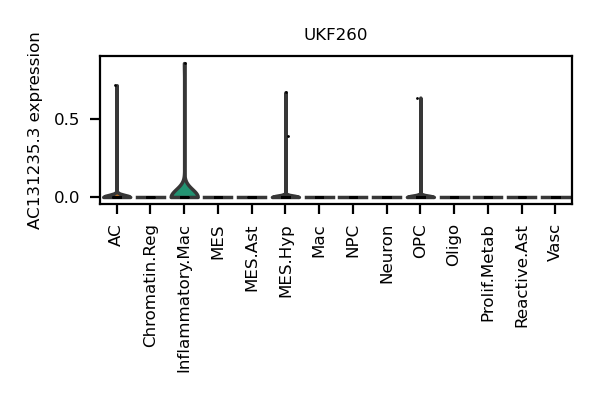 UKF260
AC131235.3 expression
0.5
0.0
AC
Chromatin.Reg
Inflammatory.Mac
MES
MES.Ast
MES.Hyp
Mac
NPC
Neuron
OPC
Oligo
Prolif.Metab
Reactive.Ast
Vasc